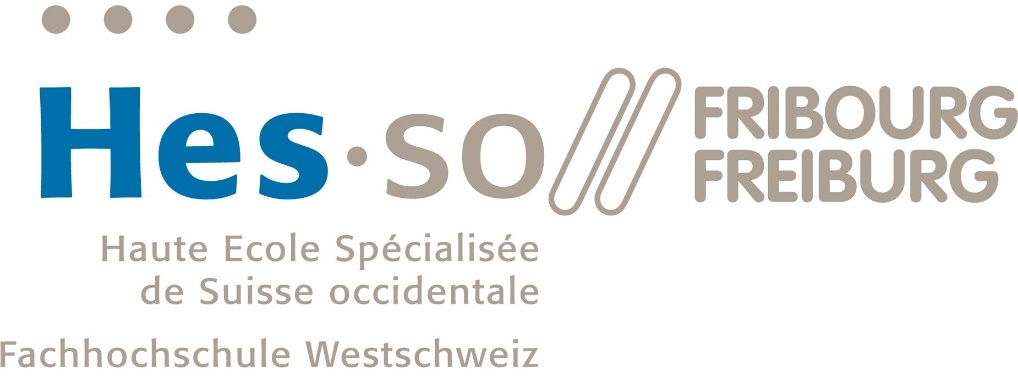 Hes·so // FRIBOURG
FREIBURG
Haute Ecole Spécialisée
de Suisse occidentale
Fachhochschule Westschweiz